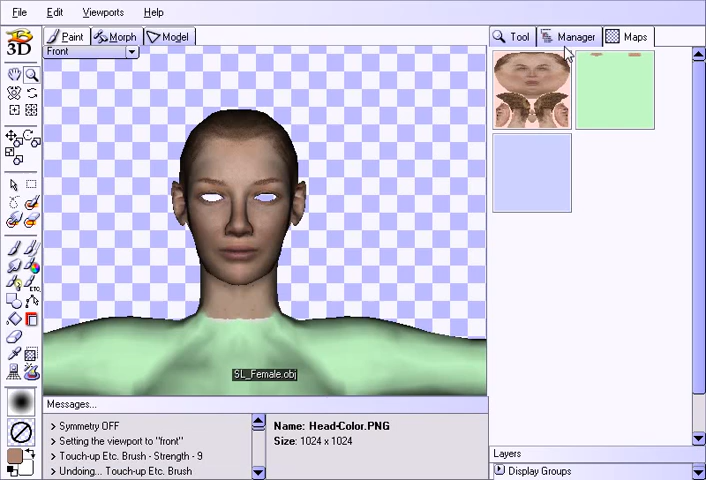 File Edit Viewports Help
3D Paint Morph Model Tool Manager Maps
Front
SL_Female.obj
Messages...
> Symmetry OFF
> Setting the viewport to "front"
> Touch-up Etc. Brush - Strength - 9
> Undoing... Touch-up Etc. Brush
Name: Head-Color.PNG
Size: 1024 x 1024
Layers
Display Groups
ETC